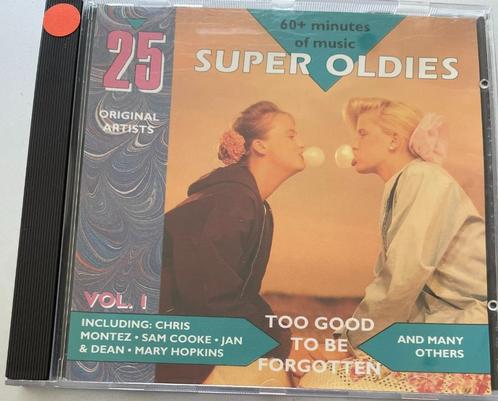 25
ORIGINAL
ARTISTS
60+ minutes
of music
SUPER OLDIES
VOL. I
INCLUDING: CHRIS
MONTEZ • SAM COOKE • JAN
& DEAN • MARY HOPKINS
TOO GOOD
TO BE
FORGOTTEN
AND MANY
OTHERS